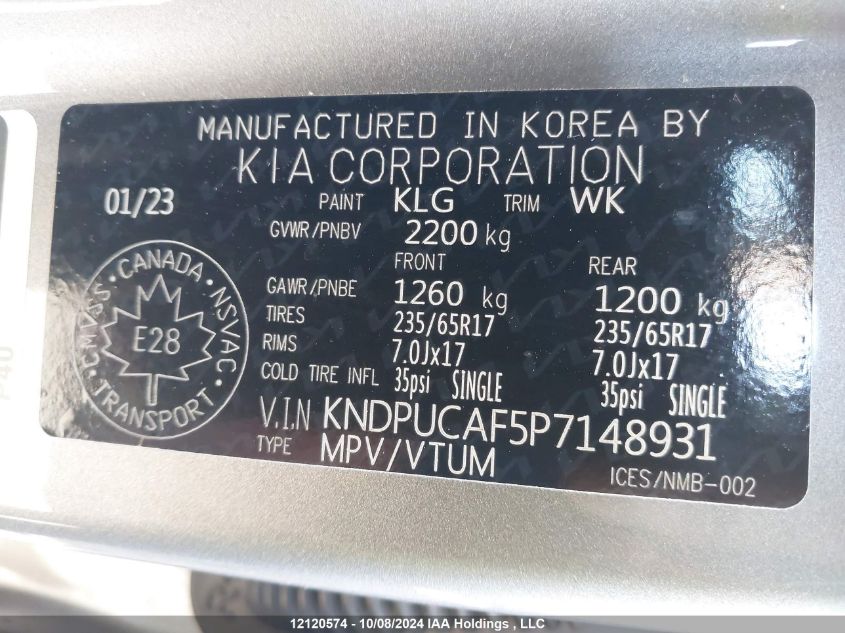 MANUFACTURED IN KOREA BY
KIA CORPORATION
01/23 PAINT KLG TRIM WK
GVWR/PNBV 2200 kg
FRONT REAR
GAWR/PNBE 1260 kg 1200 kg
TIRES 235/65R17 235/65R17
RIMS 7.0Jx17 7.0Jx17
COLD TIRE INFL 35psi SINGLE 35psi SINGLE
V.I.N KNDPUCAF5P7148931
TYPE MPV/VTUM
ICES/NMB-002
CANADA
CMVSS · NSVAC
E28
TRANSPORT
P40
12120574 - 10/08/2024 IAA Holdings , LLC